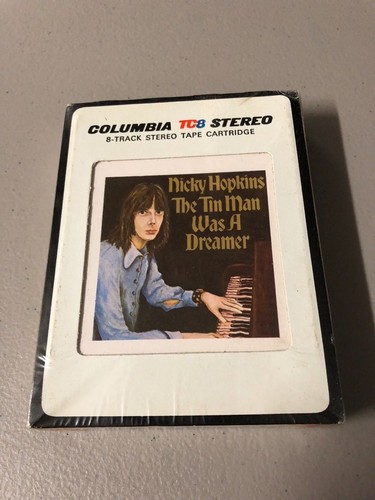 COLUMBIA TC8 STEREO
8-TRACK STEREO TAPE CARTRIDGE
Nicky Hopkins
The Tin Man
Was A
Dreamer